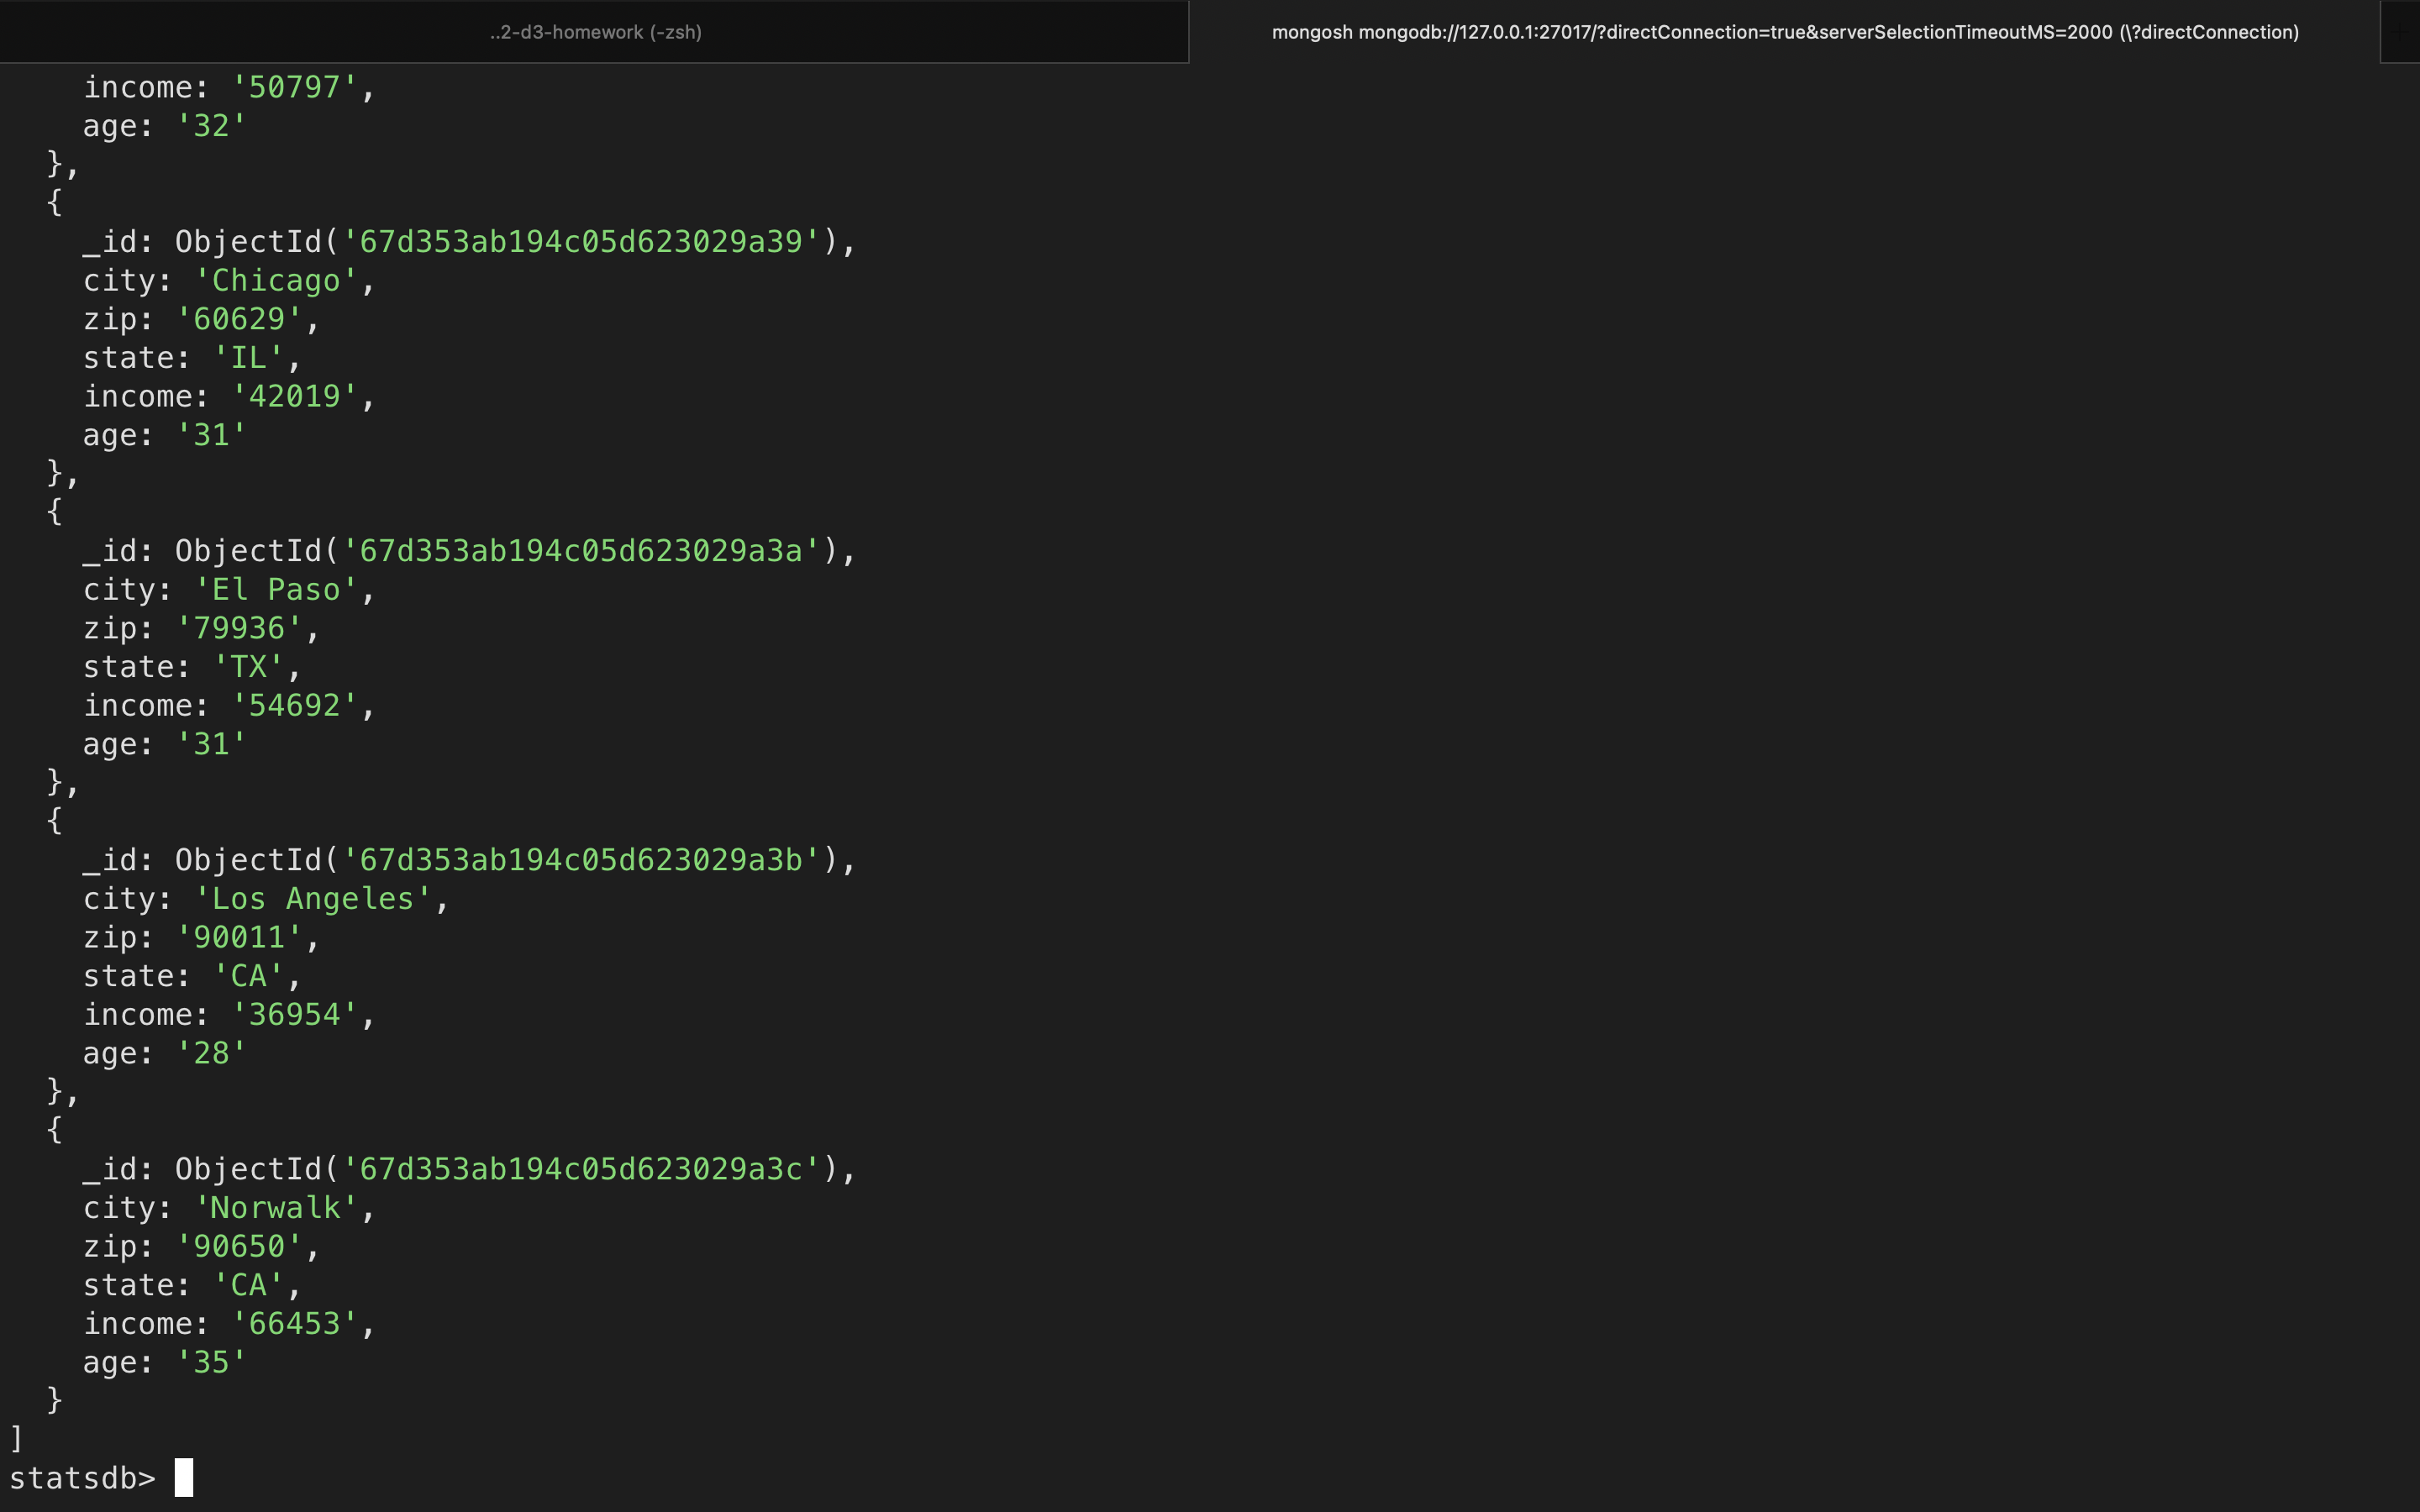 ..2-d3-homework (-zsh)
mongosh mongodb://127.0.0.1:27017/?directConnection=true&serverSelectionTimeoutMS=2000 (\?directConnection)
    income: '50797',
    age: '32'
  },
  {
    _id: ObjectId('67d353ab194c05d623029a39'),
    city: 'Chicago',
    zip: '60629',
    state: 'IL',
    income: '42019',
    age: '31'
  },
  {
    _id: ObjectId('67d353ab194c05d623029a3a'),
    city: 'El Paso',
    zip: '79936',
    state: 'TX',
    income: '54692',
    age: '31'
  },
  {
    _id: ObjectId('67d353ab194c05d623029a3b'),
    city: 'Los Angeles',
    zip: '90011',
    state: 'CA',
    income: '36954',
    age: '28'
  },
  {
    _id: ObjectId('67d353ab194c05d623029a3c'),
    city: 'Norwalk',
    zip: '90650',
    state: 'CA',
    income: '66453',
    age: '35'
  }
]
statsdb>